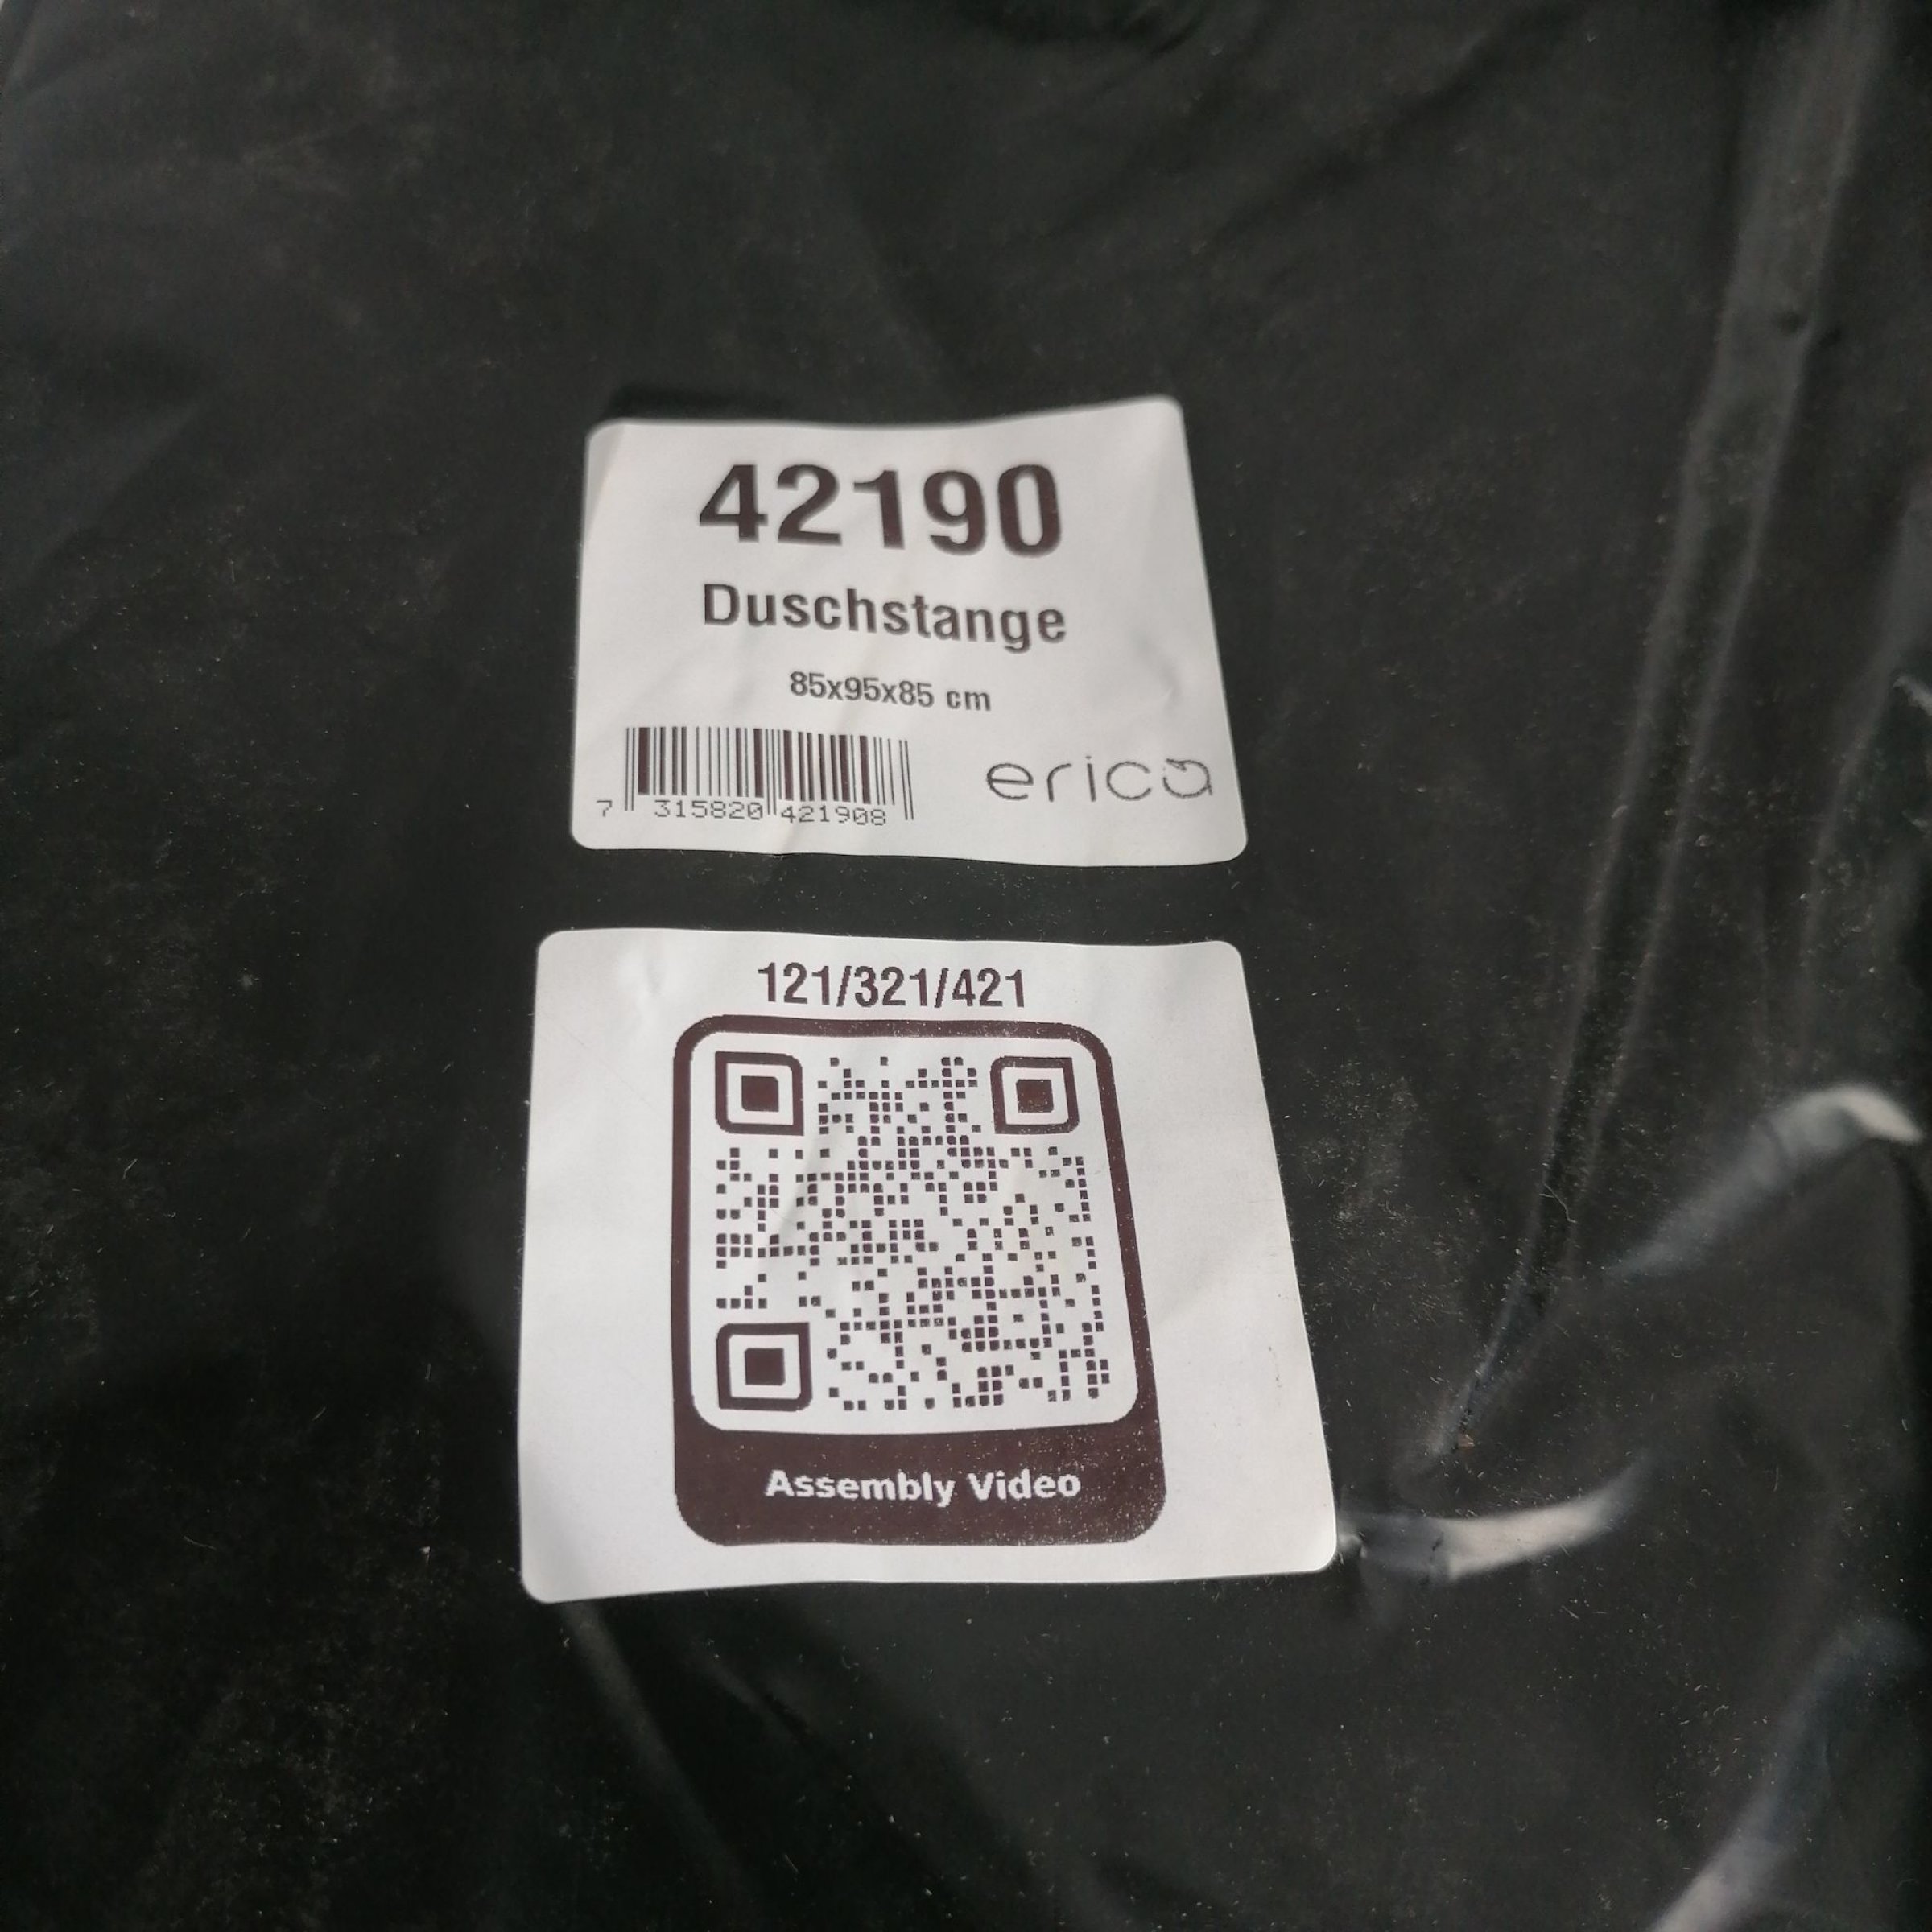 42190
Duschstange
85x95x85 cm
7 315820 421908
erica
121/321/421
Assembly Video